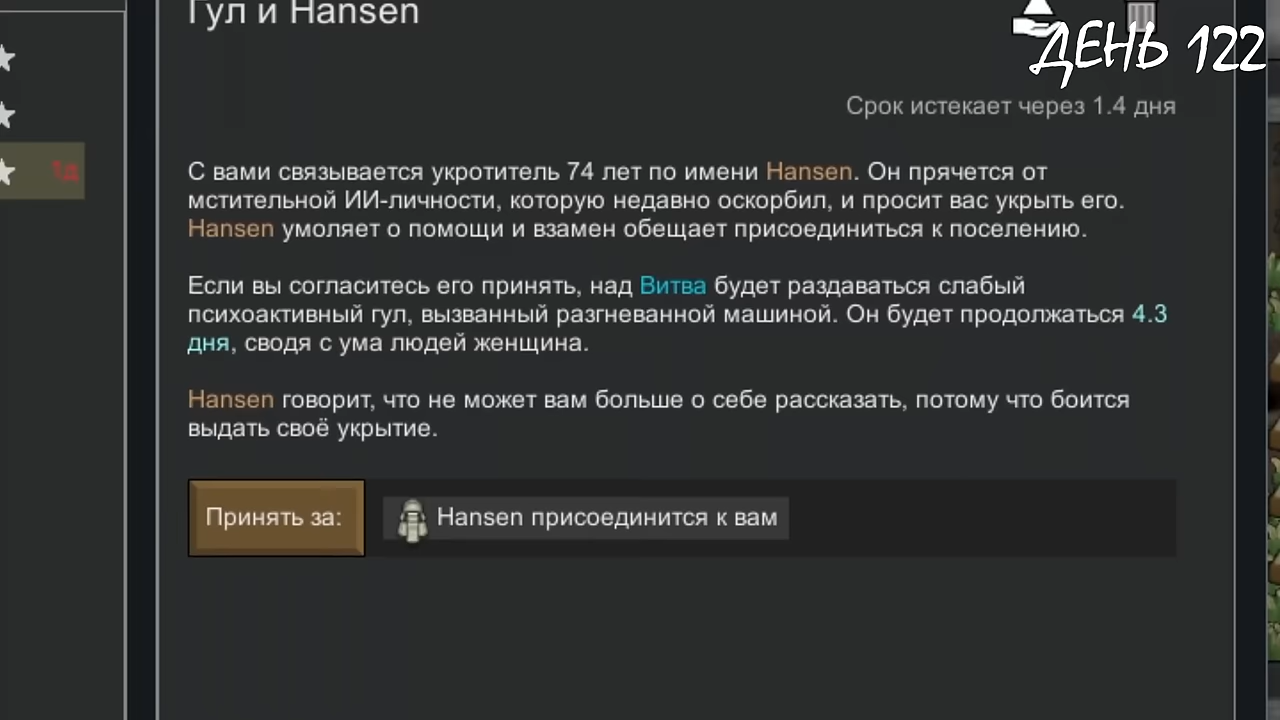 Гул и Hansen
ДЕНЬ 122
Срок истекает через 1.4 дня
1д
С вами связывается укротитель 74 лет по имени Hansen. Он прячется от
мстительной ИИ-личности, которую недавно оскорбил, и просит вас укрыть его.
Hansen умоляет о помощи и взамен обещает присоединиться к поселению.
Если вы согласитесь его принять, над Витва будет раздаваться слабый
психоактивный гул, вызванный разгневанной машиной. Он будет продолжаться 4.3
дня, сводя с ума людей женщина.
Hansen говорит, что не может вам больше о себе рассказать, потому что боится
выдать своё укрытие.
Принять за:
Hansen присоединится к вам